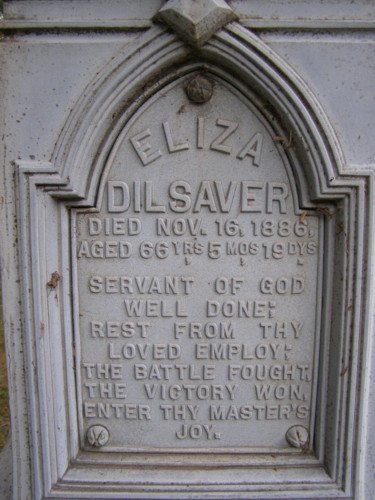 ELIZA
DILSAVER
DIED NOV. 16, 1886,
AGED 66 YRS 5 MOS 19 DYS
SERVANT OF GOD
WELL DONE;
REST FROM THY
LOVED EMPLOY;
THE BATTLE FOUGHT,
THE VICTORY WON,
ENTER THY MASTER'S
JOY.